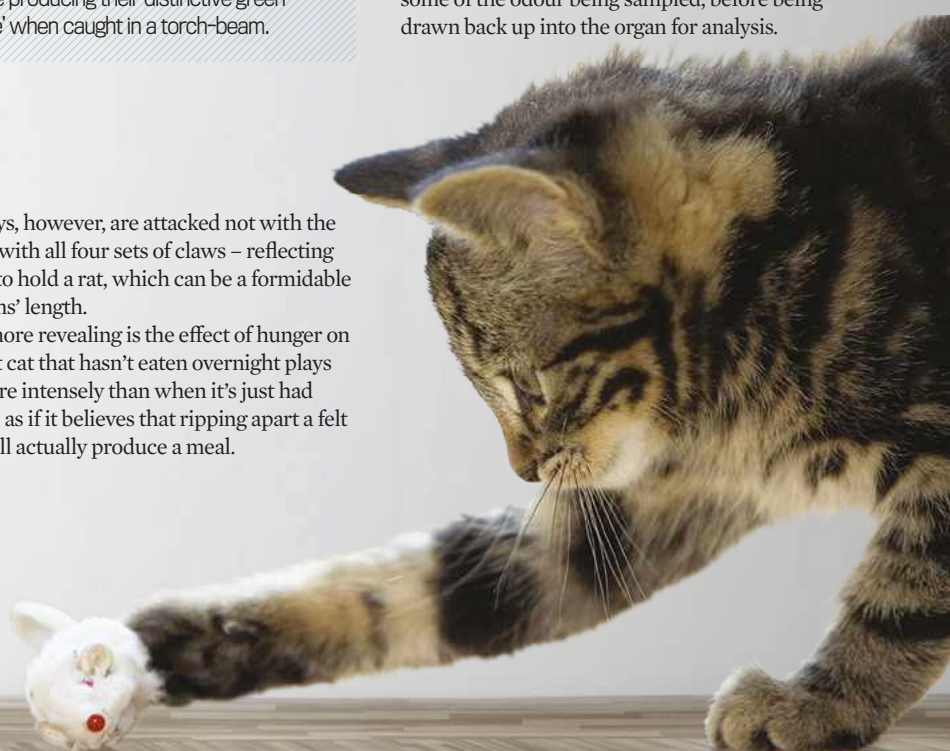 e producing their distinctive green
e' when caught in a torch-beam.
ys, however, are attacked not with the
with all four sets of claws – reflecting
to hold a rat, which can be a formidable
ns' length.
nore revealing is the effect of hunger on
t cat that hasn't eaten overnight plays
re intensely than when it's just had
as if it believes that ripping apart a felt
ll actually produce a meal.
some of the odour being sampled, before being
drawn back up into the organ for analysis.